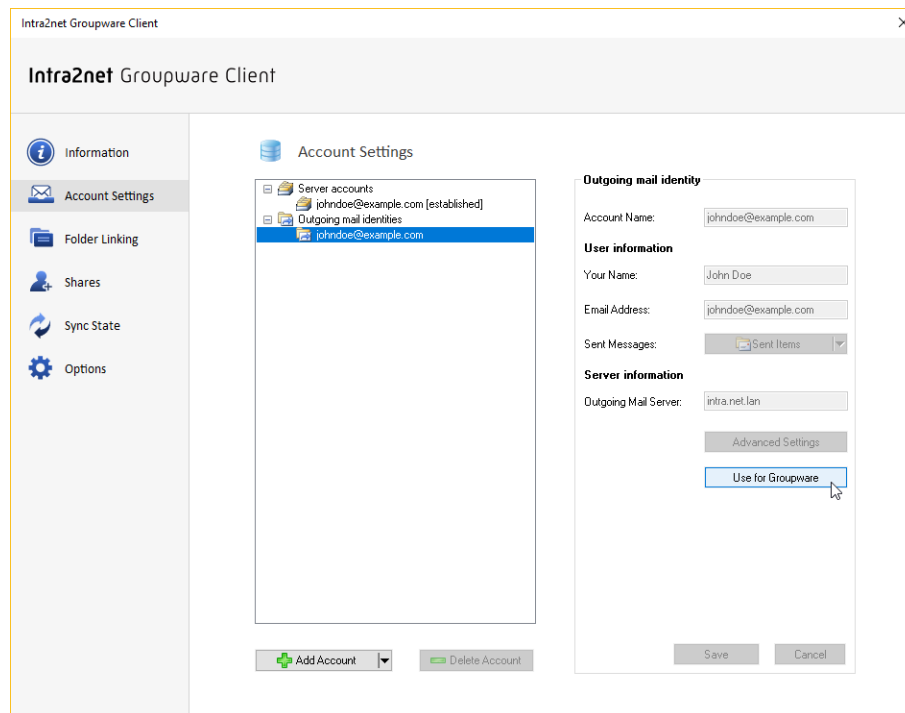 Intra2net Groupware Client
Intra2net Groupware Client
Information
Account Settings
Folder Linking
Shares
Sync State
Options
Account Settings
Server accounts
johndoe@example.com [established]
Outgoing mail identities
johndoe@example.com
Add Account
Delete Account
Outgoing mail identity
Account Name: johndoe@example.com
User information
Your Name: John Doe
Email Address: johndoe@example.com
Sent Messages: Sent Items
Server information
Outgoing Mail Server: intra.net.lan
Advanced Settings
Use for Groupware
Save Cancel